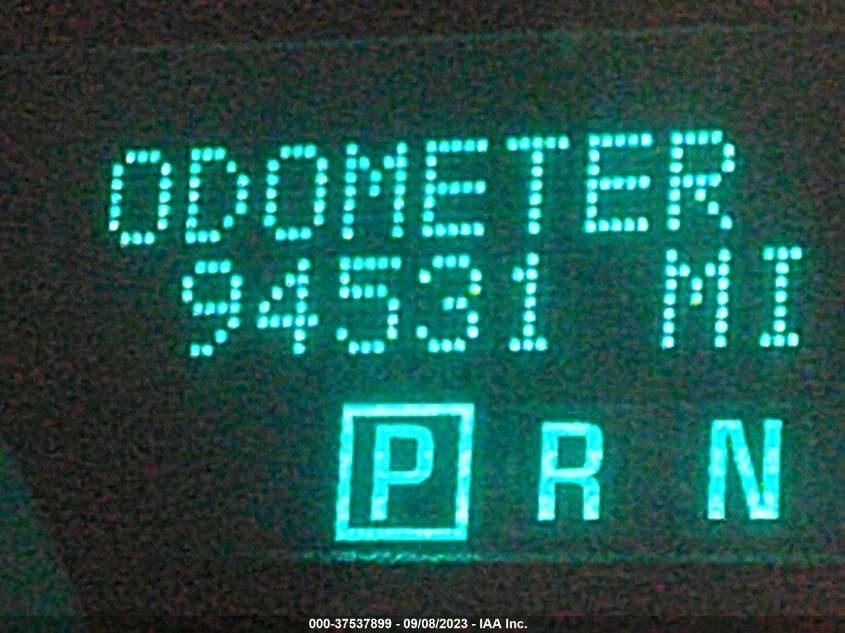 ODOMETER
94531 MI
P R N
000-37537899 - 09/08/2023 - IAA Inc.